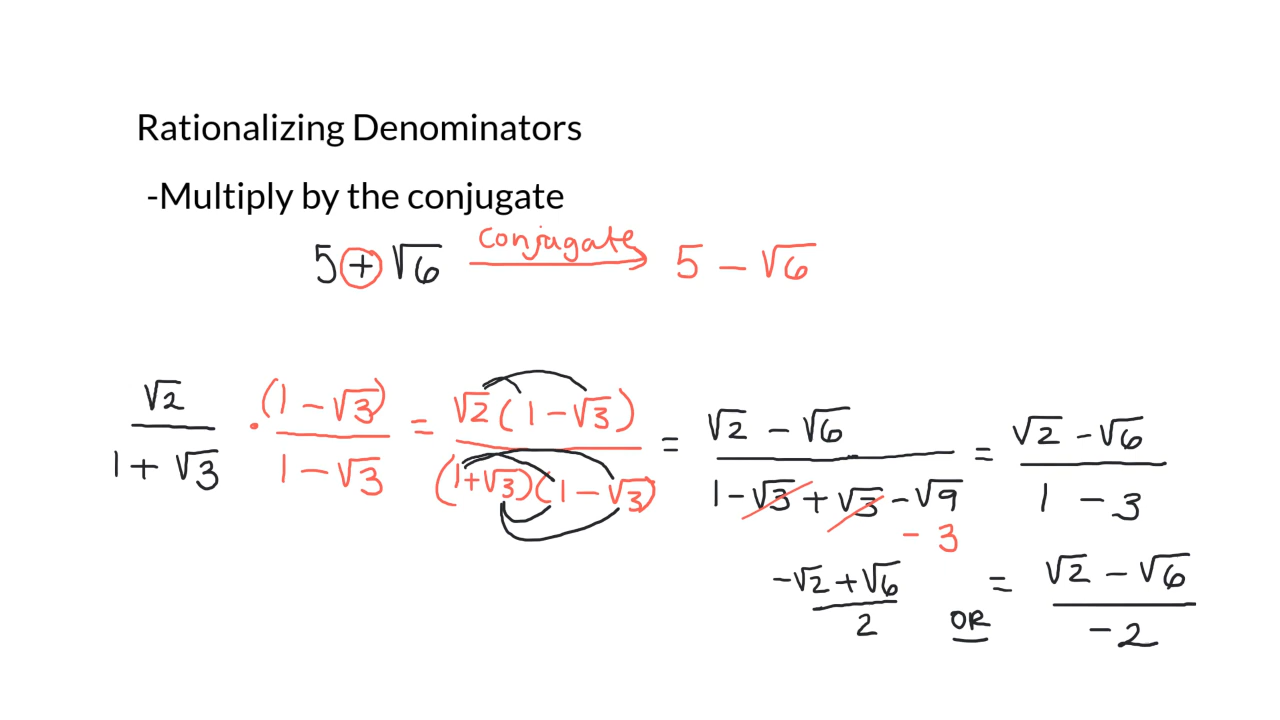 Rationalizing Denominators
-Multiply by the conjugate
5 + √6 conjugate → 5 - √6
√2 / (1 + √3) · (1 - √3) / (1 - √3) = √2 (1 - √3) / (1+√3)(1 - √3) = (√2 - √6) / (1 - √3 + √3 - √9) = (√2 - √6) / (1 - 3)
- 3
(-√2 + √6) / 2 OR = (√2 - √6) / -2